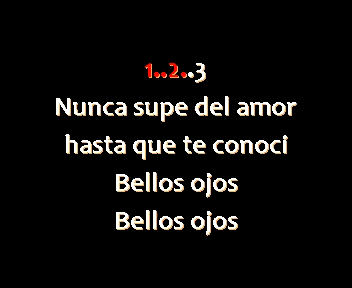 1..2..3
Nunca supe del amor
hasta que te conoci
Bellos ojos
Bellos ojos